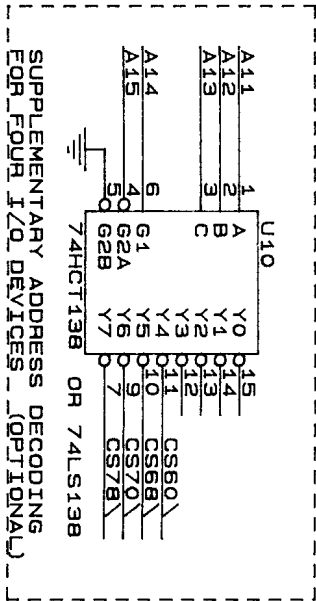 U10
A11 1 A Y0 15
A12 2 B Y1 14
A13 3 C Y2 13
Y3 12
Y4 11 CS60\
A14 6 G1 Y5 10 CS68\
A15 4 G2A Y6 9 CS70\
5 G2B Y7 7 CS78\
74HCT138 OR 74LS138
SUPPLEMENTARY ADDRESS DECODING
FOR FOUR I/O DEVICES (OPTIONAL)